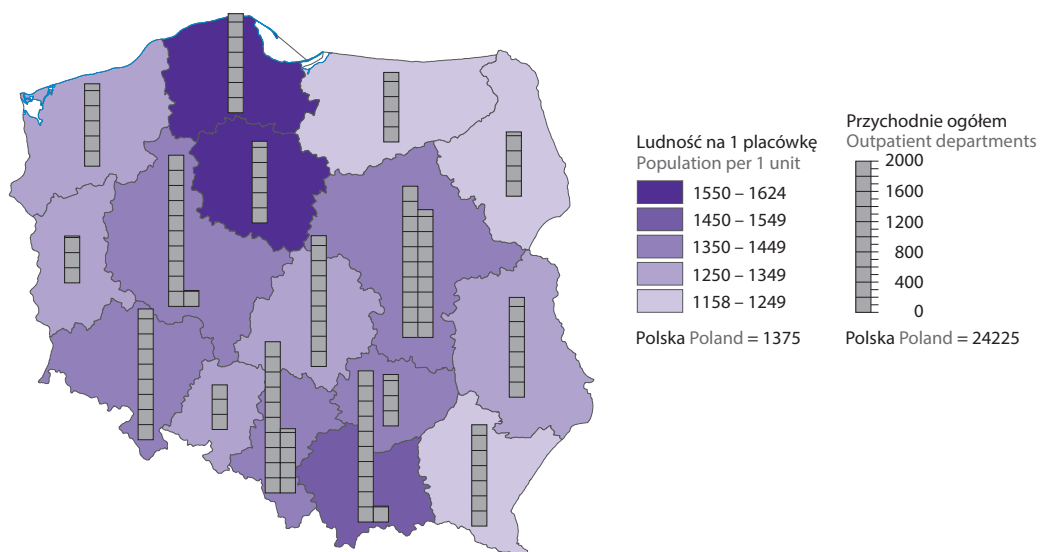 Ludność na 1 placówkę
Population per 1 unit
1550 – 1624
1450 – 1549
1350 – 1449
1250 – 1349
1158 – 1249
Polska Poland = 1375
Przychodnie ogółem
Outpatient departments
2000
1600
1200
800
400
0
Polska Poland = 24225